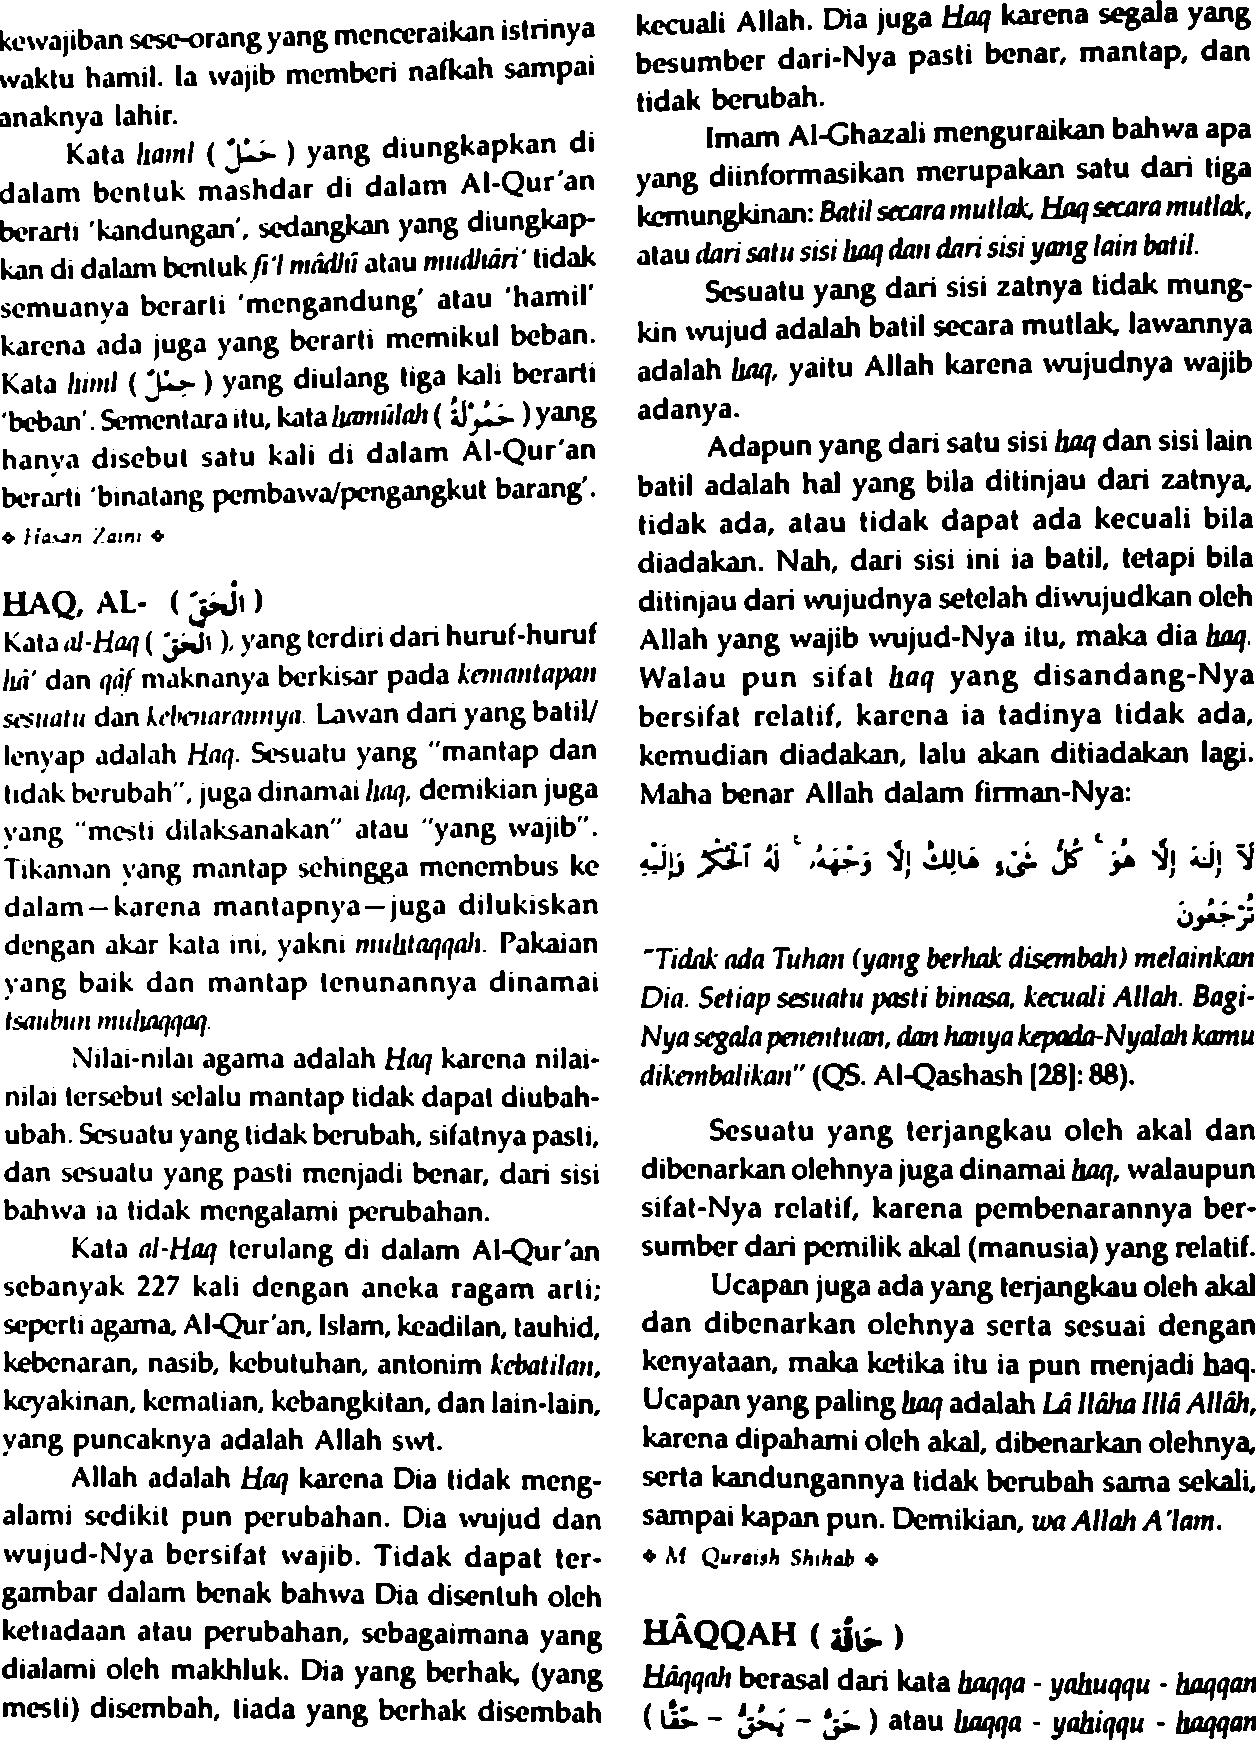 kewajiban sese-orang yang menceraikan istrinya
waktu hamil. Ia wajib memberi nafkah sampai
anaknya lahir.
Kata haml ( حَمْلٌ ) yang diungkapkan di
dalam bentuk mashdar di dalam Al-Qur'an
berarti 'kandungan', sedangkan yang diungkap-
kan di dalam bentuk fi'l mâdhî atau mudhâri' tidak
semuanya berarti 'mengandung' atau 'hamil'
karena ada juga yang berarti memikul beban.
Kata himl ( حِمْلٌ ) yang diulang tiga kali berarti
'beban'. Sementara itu, kata hamûlah ( حَمُوْلَةٌ ) yang
hanya disebut satu kali di dalam Al-Qur'an
berarti 'binatang pembawa/pengangkut barang'.
❖ Hasan Zaini ❖
HAQ, AL- ( الْحَقّ )
Kata al-Haq ( الْحَقّ ), yang terdiri dari huruf-huruf
hâ' dan qâf maknanya berkisar pada kemantapan
sesuatu dan kebenarannya. Lawan dari yang batil/
lenyap adalah Haq. Sesuatu yang "mantap dan
tidak berubah", juga dinamai haq, demikian juga
yang "mesti dilaksanakan" atau "yang wajib".
Tikaman yang mantap sehingga menembus ke
dalam—karena mantapnya—juga dilukiskan
dengan akar kata ini, yakni muhtaqqah. Pakaian
yang baik dan mantap tenunannya dinamai
tsaubun muhaqqaq.
Nilai-nilai agama adalah Haq karena nilai-
nilai tersebut selalu mantap tidak dapat diubah-
ubah. Sesuatu yang tidak berubah, sifatnya pasti,
dan sesuatu yang pasti menjadi benar, dari sisi
bahwa ia tidak mengalami perubahan.
Kata al-Haq terulang di dalam Al-Qur'an
sebanyak 227 kali dengan aneka ragam arti;
seperti agama, Al-Qur'an, Islam, keadilan, tauhid,
kebenaran, nasib, kebutuhan, antonim kebatilan,
keyakinan, kematian, kebangkitan, dan lain-lain,
yang puncaknya adalah Allah swt.
Allah adalah Haq karena Dia tidak meng-
alami sedikit pun perubahan. Dia wujud dan
wujud-Nya bersifat wajib. Tidak dapat ter-
gambar dalam benak bahwa Dia disentuh oleh
ketiadaan atau perubahan, sebagaimana yang
dialami oleh makhluk. Dia yang berhak, (yang
mesti) disembah, tiada yang berhak disembah
kecuali Allah. Dia juga Haq karena segala yang
besumber dari-Nya pasti benar, mantap, dan
tidak berubah.
Imam Al-Ghazali menguraikan bahwa apa
yang diinformasikan merupakan satu dari tiga
kemungkinan: Batil secara mutlak, Haq secara mutlak,
atau dari satu sisi haq dan dari sisi yang lain batil.
Sesuatu yang dari sisi zatnya tidak mung-
kin wujud adalah batil secara mutlak, lawannya
adalah haq, yaitu Allah karena wujudnya wajib
adanya.
Adapun yang dari satu sisi haq dan sisi lain
batil adalah hal yang bila ditinjau dari zatnya,
tidak ada, atau tidak dapat ada kecuali bila
diadakan. Nah, dari sisi ini ia batil, tetapi bila
ditinjau dari wujudnya setelah diwujudkan oleh
Allah yang wajib wujud-Nya itu, maka dia haq.
Walau pun sifat haq yang disandang-Nya
bersifat relatif, karena ia tadinya tidak ada,
kemudian diadakan, lalu akan ditiadakan lagi.
Maha benar Allah dalam firman-Nya:
لَآ إِلَٰهَ إِلَّا هُوَ ۚ كُلُّ شَىْءٍ هَالِكٌ إِلَّا وَجْهَهُۥ ۚ لَهُ ٱلْحُكْمُ وَإِلَيْهِ
تُرْجَعُونَ
"Tidak ada Tuhan (yang berhak disembah) melainkan
Dia. Setiap sesuatu pasti binasa, kecuali Allah. Bagi-
Nya segala penentuan, dan hanya kepada-Nyalah kamu
dikembalikan" (QS. Al-Qashash [28]: 88).
Sesuatu yang terjangkau oleh akal dan
dibenarkan olehnya juga dinamai haq, walaupun
sifat-Nya relatif, karena pembenarannya ber-
sumber dari pemilik akal (manusia) yang relatif.
Ucapan juga ada yang terjangkau oleh akal
dan dibenarkan olehnya serta sesuai dengan
kenyataan, maka ketika itu ia pun menjadi haq.
Ucapan yang paling haq adalah Lâ Ilâha Illâ Allâh,
karena dipahami oleh akal, dibenarkan olehnya,
serta kandungannya tidak berubah sama sekali,
sampai kapan pun. Demikian, wa Allah A'lam.
❖ M Quraish Shihab ❖
HÂQQAH ( حَاقَّة )
Hâqqah berasal dari kata haqqa - yahuqqu - haqqan
( حَقَّ - يَحُقُّ - حَقًّا ) atau haqqa - yahiqqu - haqqan